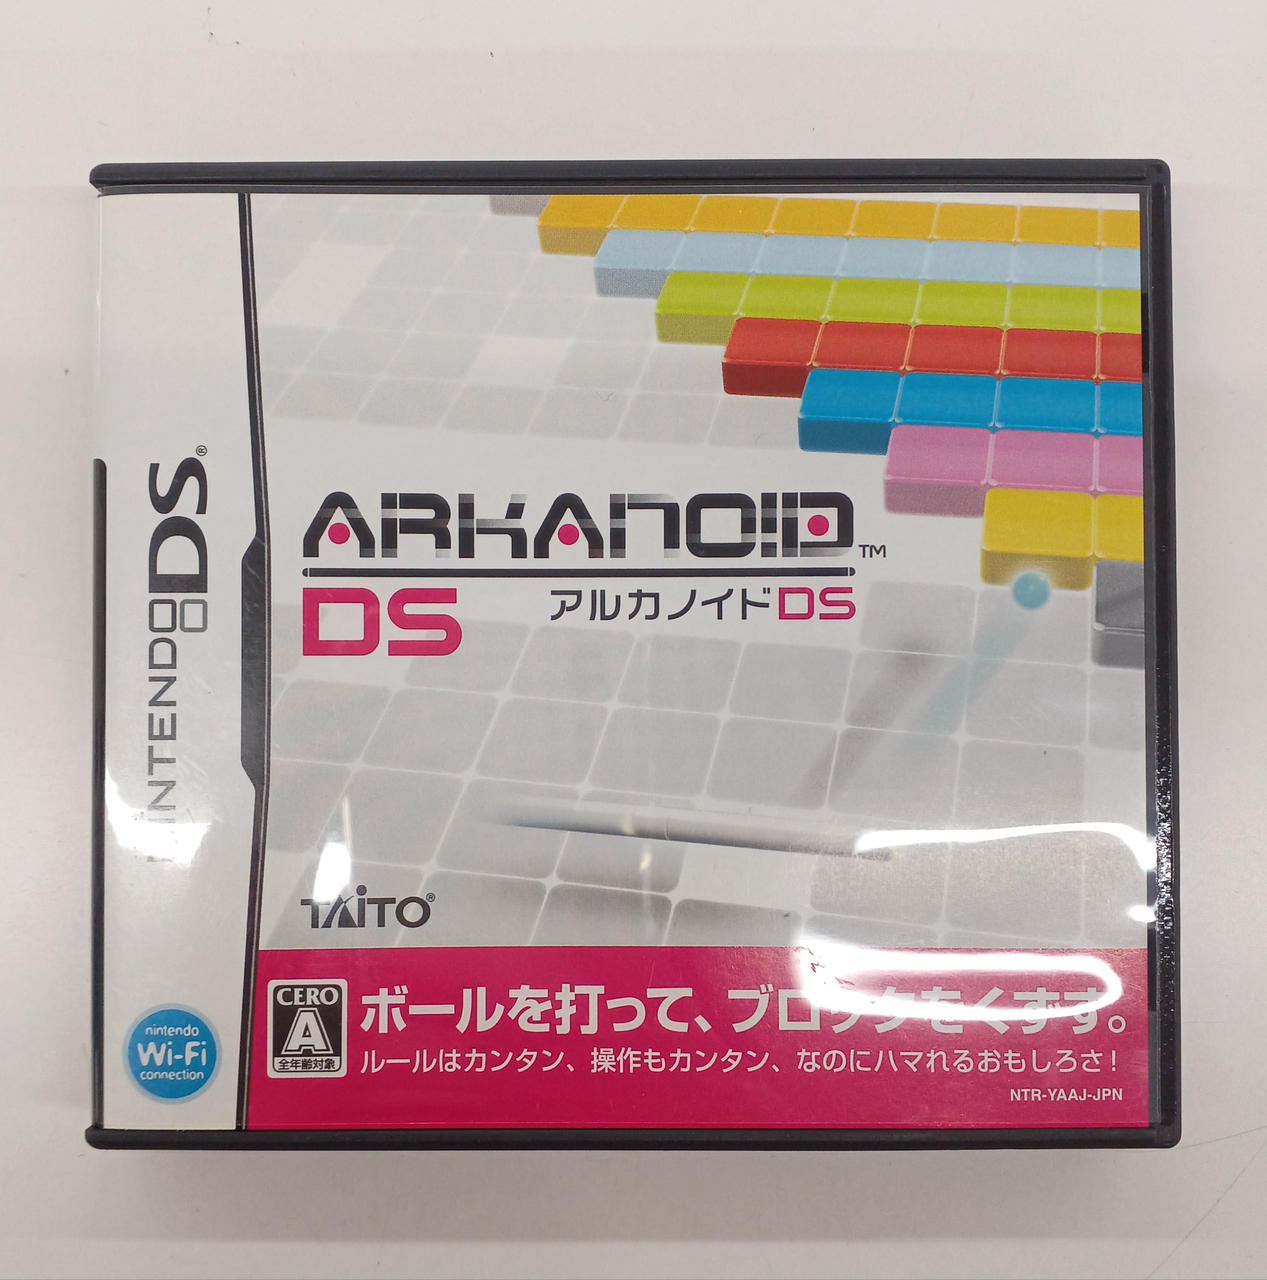 NINTENDO DS®
nintendo
Wi-Fi
connection
ARKANOID™
DS
アルカノイドDS
TAITO®
CERO
A
全年齢対象
ボールを打って、ブロックをくずす。
ルールはカンタン、操作もカンタン、なのにハマれるおもしろさ!
NTR-YAAJ-JPN